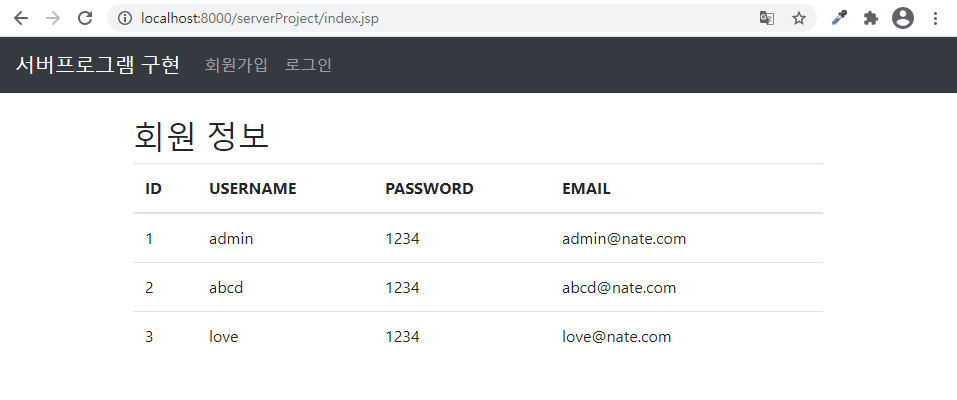 localhost:8000/serverProject/index.jsp
서버프로그램 구현 회원가입 로그인
회원 정보
ID USERNAME PASSWORD EMAIL
1 admin 1234 admin@nate.com
2 abcd 1234 abcd@nate.com
3 love 1234 love@nate.com